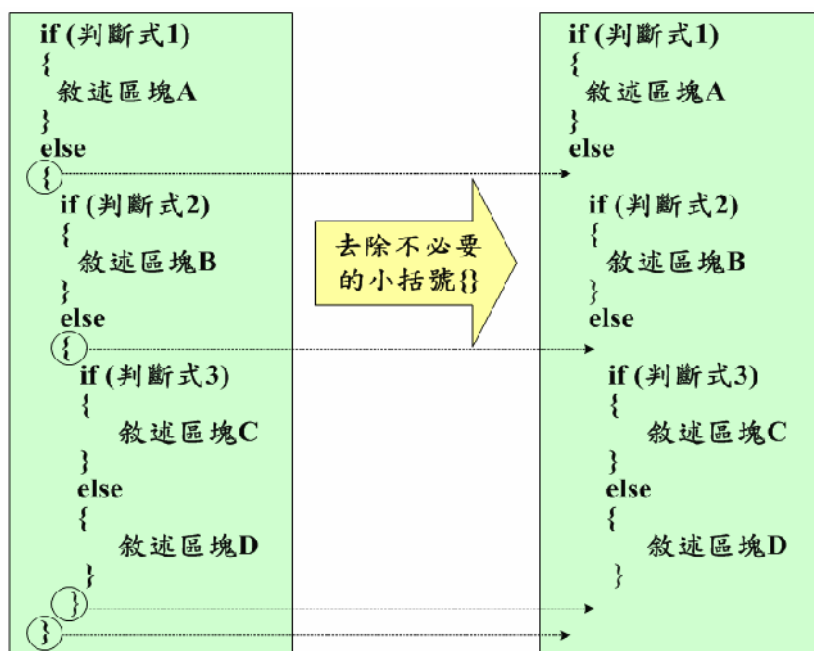 if (判斷式1)
{
敘述區塊A
}
else
{
if (判斷式2)
{
敘述區塊B
}
else
{
if (判斷式3)
{
敘述區塊C
}
else
{
敘述區塊D
}
}
}
去除不必要
的小括號{}
if (判斷式1)
{
敘述區塊A
}
else
if (判斷式2)
{
敘述區塊B
}
else
if (判斷式3)
{
敘述區塊C
}
else
{
敘述區塊D
}